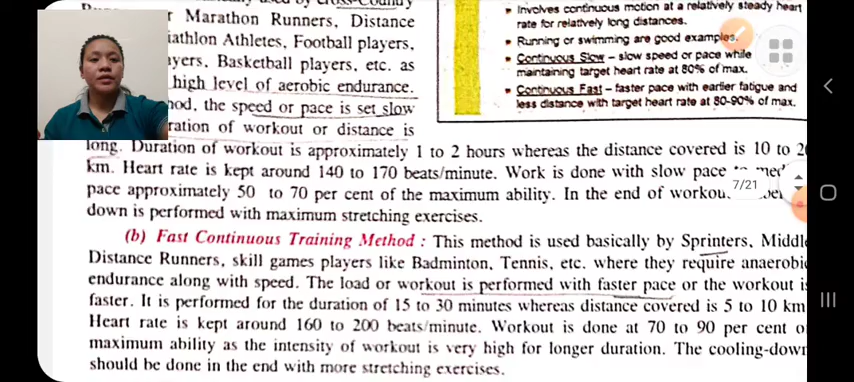 ally used by Cross-Country
Marathon Runners, Distance
iathlon Athletes, Football players,
ayers, Basketball players, etc. as
high level of aerobic endurance.
hod, the speed or pace is set slow
ration of workout or distance is
long. Duration of workout is approximately 1 to 2 hours whereas the distance covered is 10 to 2
km. Heart rate is kept around 140 to 170 beats/minute. Work is done with slow pace to med
pace approximately 50 to 70 per cent of the maximum ability. In the end of workou
down is performed with maximum stretching exercises.
• Involves continuous motion at a relatively steady heart
rate for relatively long distances.
• Running or swimming are good examples.
• Continuous Slow – slow speed or pace while
maintaining target heart rate at 80% of max.
• Continuous Fast – faster pace with earlier fatigue and
less distance with target heart rate at 80-90% of max.
7/21
(b) Fast Continuous Training Method : This method is used basically by Sprinters, Middl
Distance Runners, skill games players like Badminton, Tennis, etc. where they require anaerobic
endurance along with speed. The load or workout is performed with faster pace or the workout is
faster. It is performed for the duration of 15 to 30 minutes whereas distance covered is 5 to 10 km
Heart rate is kept around 160 to 200 beats/minute. Workout is done at 70 to 90 per cent o
maximum ability as the intensity of workout is very high for longer duration. The cooling-down
should be done in the end with more stretching exercises.